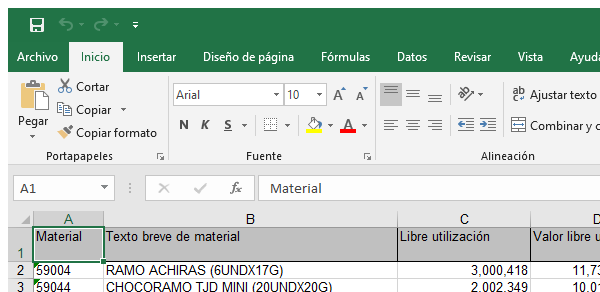 Archivo Inicio Insertar Diseño de página Fórmulas Datos Revisar Vista Ayuda
Cortar
Copiar
Copiar formato
Pegar
Portapapeles
Arial 10 A A
N K S A
Fuente
ab
ab c Ajustar texto
Combinar y c
Alineación
A1 fx Material
A B C D
1 Material Texto breve de material Libre utilización Valor libre u
2 59004 RAMO ACHIRAS (6UNDX17G) 3,000,418 11,73
3 59044 CHOCORAMO TJD MINI (20UNDX20G) 2,002,349 10,01